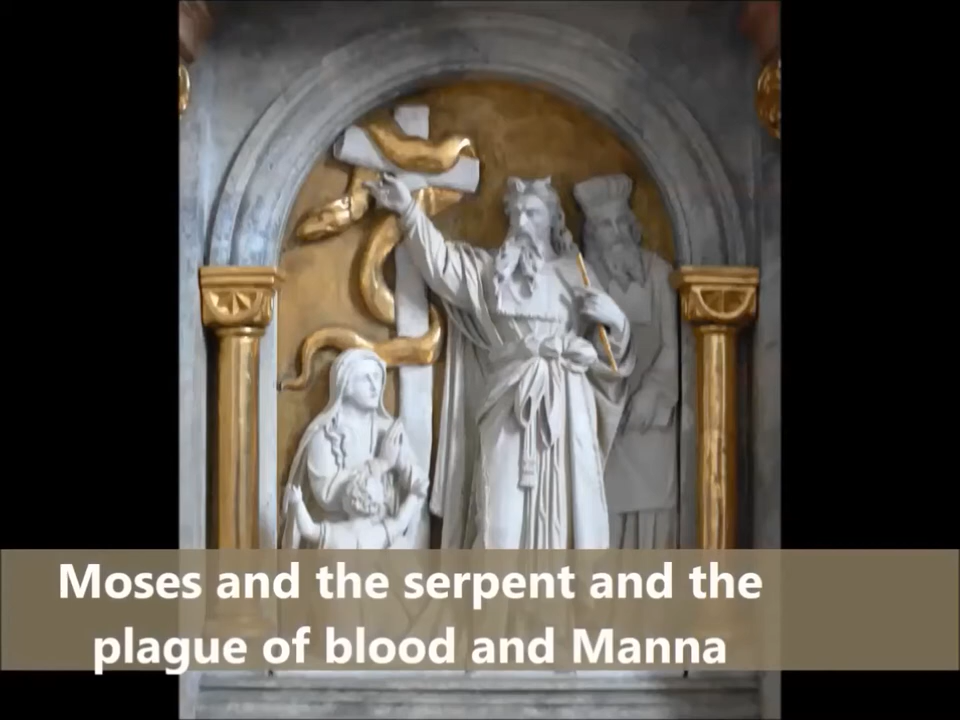 Moses and the serpent and the
plague of blood and Manna